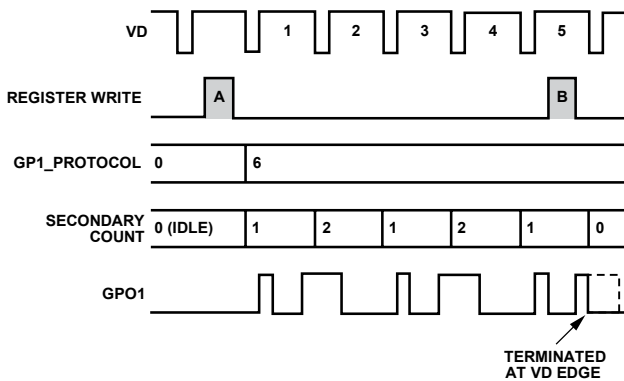 VD 1 2 3 4 5
REGISTER WRITE A B
GP1_PROTOCOL 0 6
SECONDARY
COUNT 0 (IDLE) 1 2 1 2 1 0
GPO1
TERMINATED
AT VD EDGE